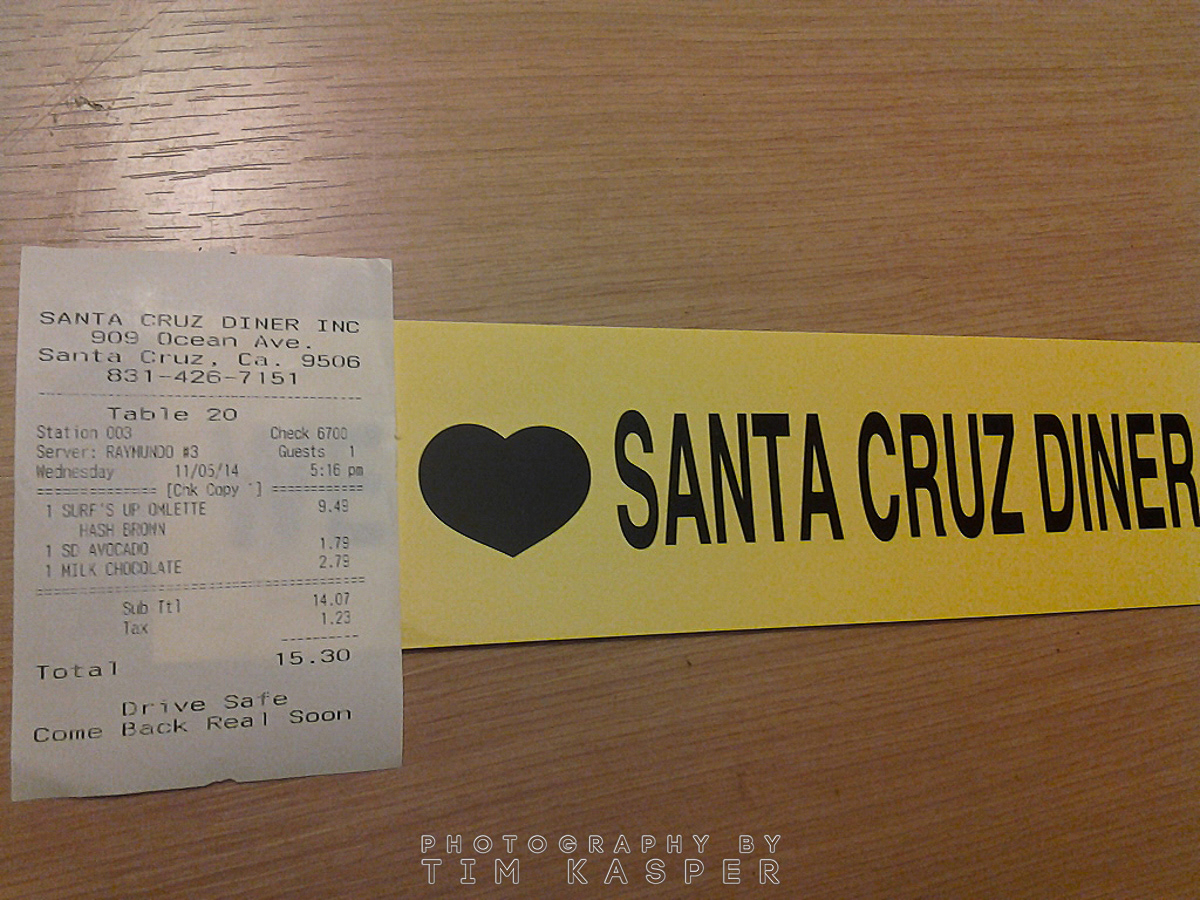 SANTA CRUZ DINER INC
909 Ocean Ave.
Santa Cruz, Ca. 9506
831-426-7151
Table 20
Station 003 Check 6700
Server: RAYMUNDO #3 Guests 1
Wednesday 11/05/14 5:16 pm
[Chk Copy ]
1 SURF'S UP OMLETTE 9.49
HASH BROWN
1 SD AVOCADO 1.79
1 MILK CHOCOLATE 2.79
Sub Ttl 14.07
Tax 1.23
Total 15.30
Drive Safe
Come Back Real Soon
SANTA CRUZ DINER
PHOTOGRAPHY BY
TIM KASPER